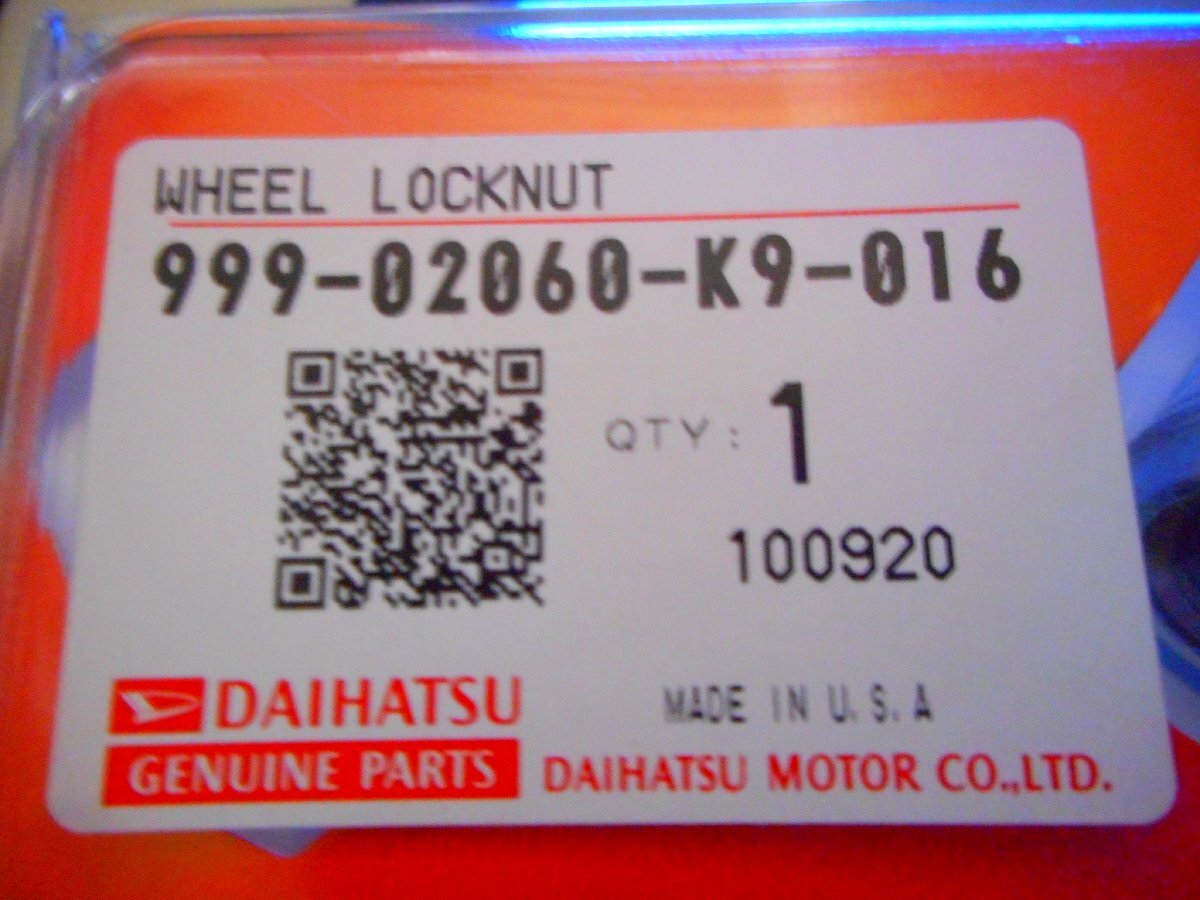 WHEEL LOCKNUT
999-02060-K9-016
QTY: 1
100920
DAIHATSU
GENUINE PARTS
MADE IN U.S.A
DAIHATSU MOTOR CO.,LTD.